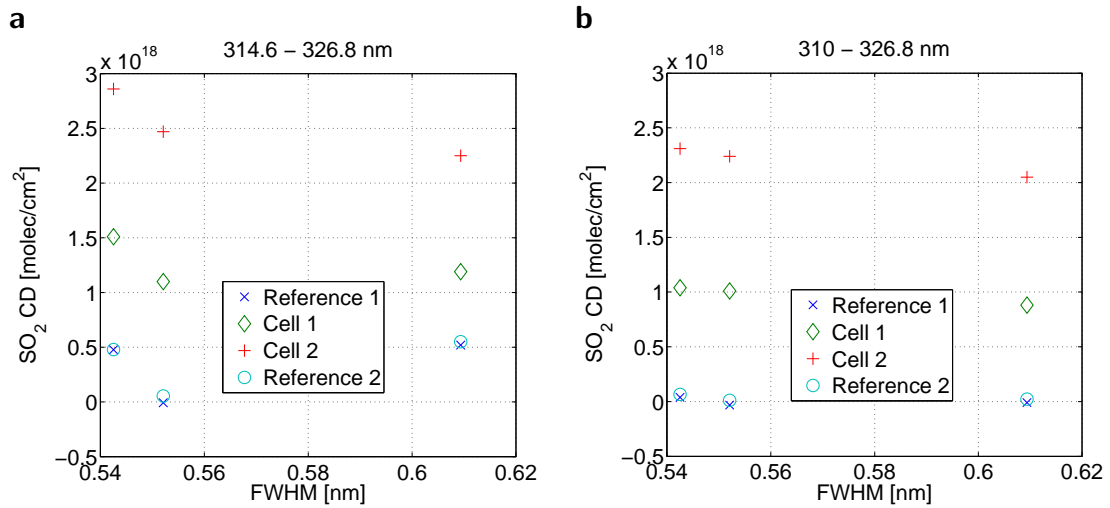 a
314.6 – 326.8 nm
x 10^18
3
2.5
2
1.5
1
0.5
0
−0.5
SO2 CD [molec/cm2]
Reference 1
Cell 1
Cell 2
Reference 2
0.54 0.56 0.58 0.6 0.62
FWHM [nm]
b
310 – 326.8 nm
x 10^18
3
2.5
2
1.5
1
0.5
0
−0.5
SO2 CD [molec/cm2]
Reference 1
Cell 1
Cell 2
Reference 2
0.54 0.56 0.58 0.6 0.62
FWHM [nm]